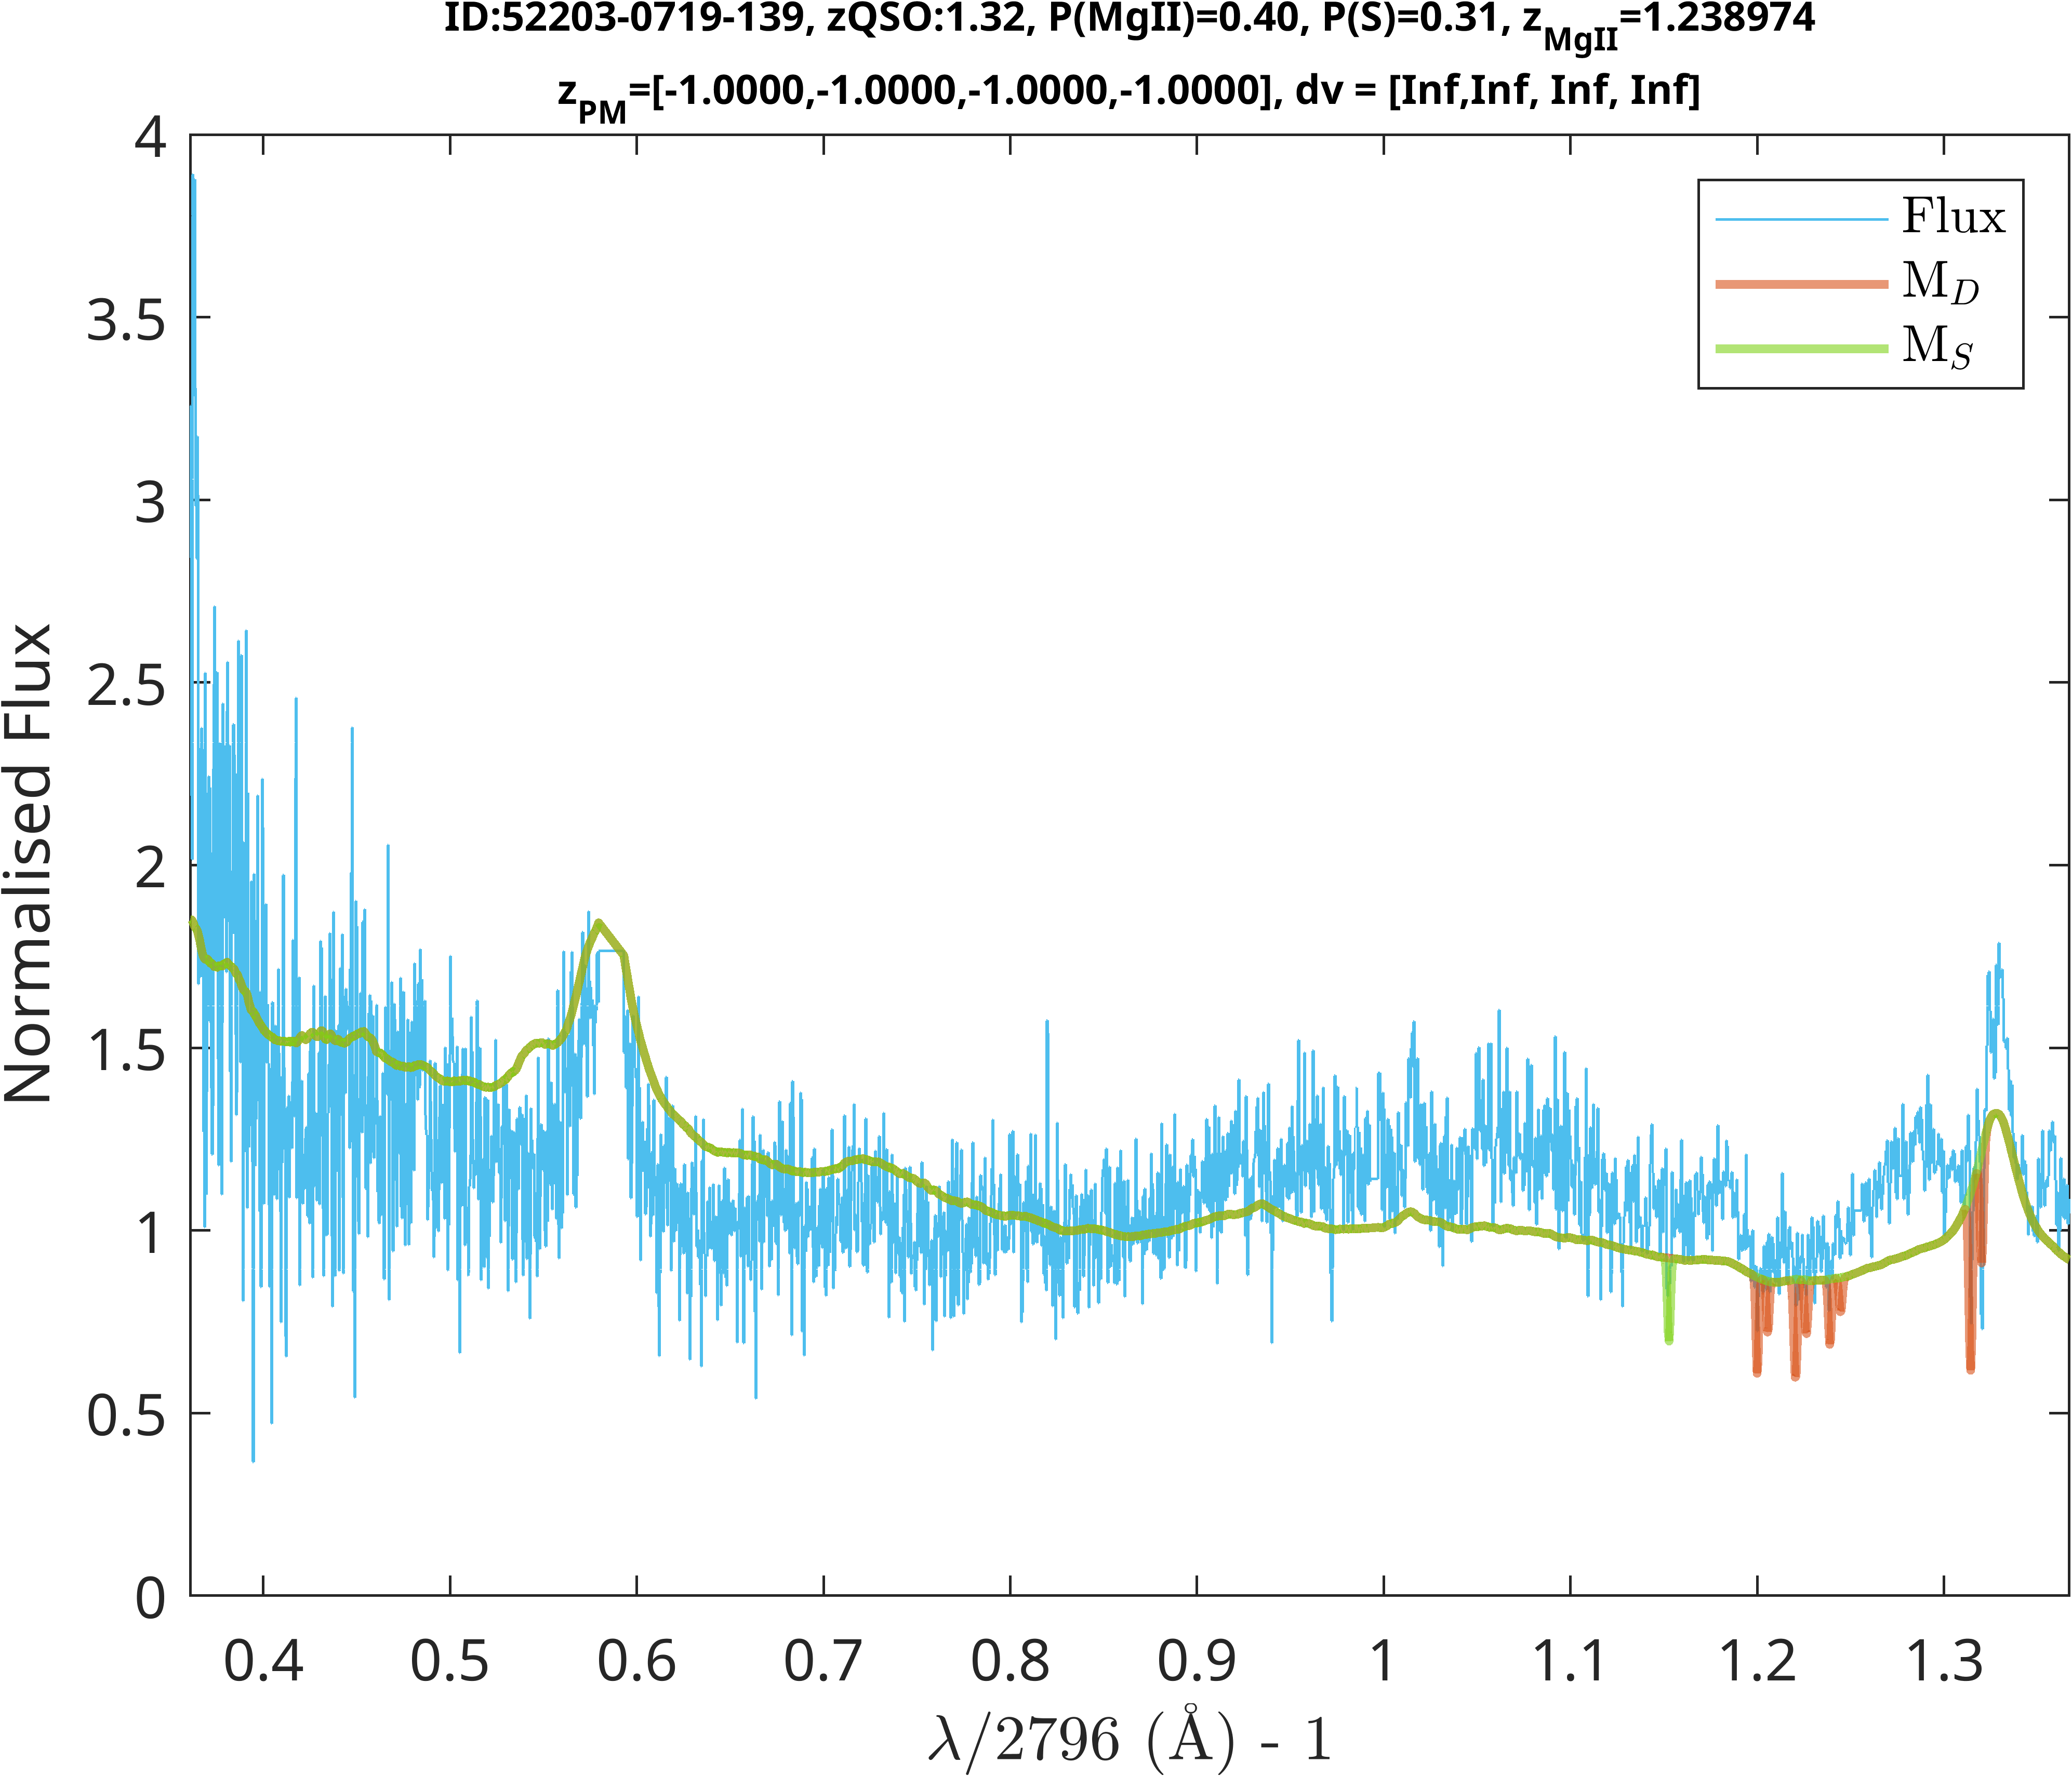 ID:52203-0719-139, zQSO:1.32, P(MgII)=0.40, P(S)=0.31, zMgII=1.238974
zPM=[-1.0000,-1.0000,-1.0000,-1.0000], dv = [Inf,Inf, Inf, Inf]
4
3.5
3
2.5
2
1.5
1
0.5
0
Normalised Flux
Flux
MD
MS
0.4 0.5 0.6 0.7 0.8 0.9 1 1.1 1.2 1.3
λ/2796 (Å) - 1